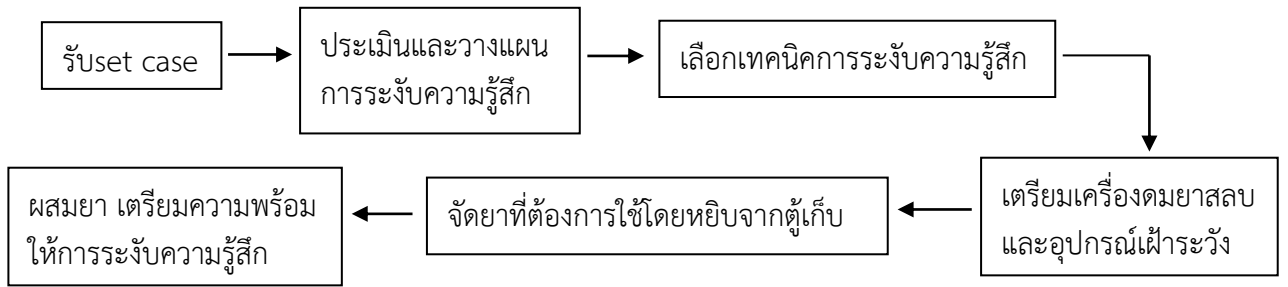 รับset case
ประเมินและวางแผน
การระงับความรู้สึก
เลือกเทคนิคการระงับความรู้สึก
เตรียมเครื่องดมยาสลบ
และอุปกรณ์เฝ้าระวัง
จัดยาที่ต้องการใช้โดยหยิบจากตู้เก็บ
ผสมยา เตรียมความพร้อม
ให้การระงับความรู้สึก